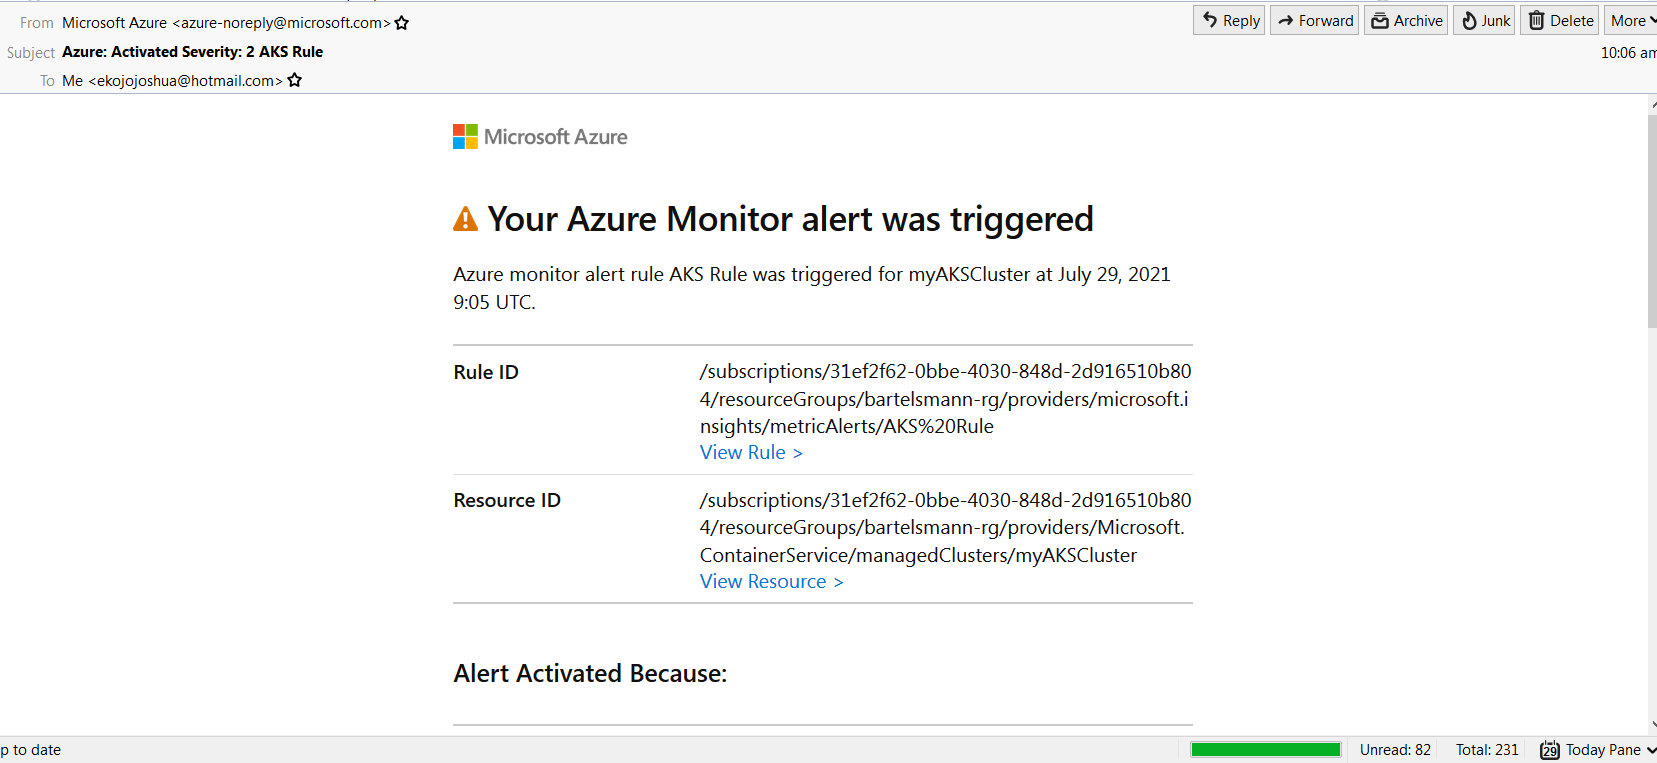 From Microsoft Azure <azure-noreply@microsoft.com>
Reply Forward Archive Junk Delete More
Subject Azure: Activated Severity: 2 AKS Rule
10:06 am
To Me <ekojojoshua@hotmail.com>
Microsoft Azure
Your Azure Monitor alert was triggered
Azure monitor alert rule AKS Rule was triggered for myAKSCluster at July 29, 2021
9:05 UTC.
Rule ID /subscriptions/31ef2f62-0bbe-4030-848d-2d916510b80
4/resourceGroups/bartelsmann-rg/providers/microsoft.i
nsights/metricAlerts/AKS%20Rule
View Rule >
Resource ID /subscriptions/31ef2f62-0bbe-4030-848d-2d916510b80
4/resourceGroups/bartelsmann-rg/providers/Microsoft.
ContainerService/managedClusters/myAKSCluster
View Resource >
Alert Activated Because:
p to date Unread: 82 Total: 231 29 Today Pane